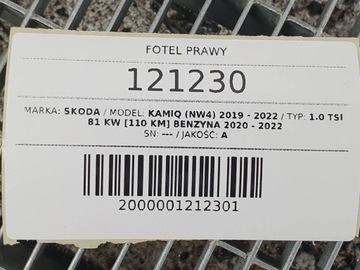 FOTEL PRAWY
121230
MARKA: SKODA / MODEL: KAMIQ (NW4) 2019 - 2022 / TYP: 1.0 TSI
81 KW [110 KM] BENZYNA 2020 - 2022
SN: --- / JAKOŚĆ: A
2000001212301